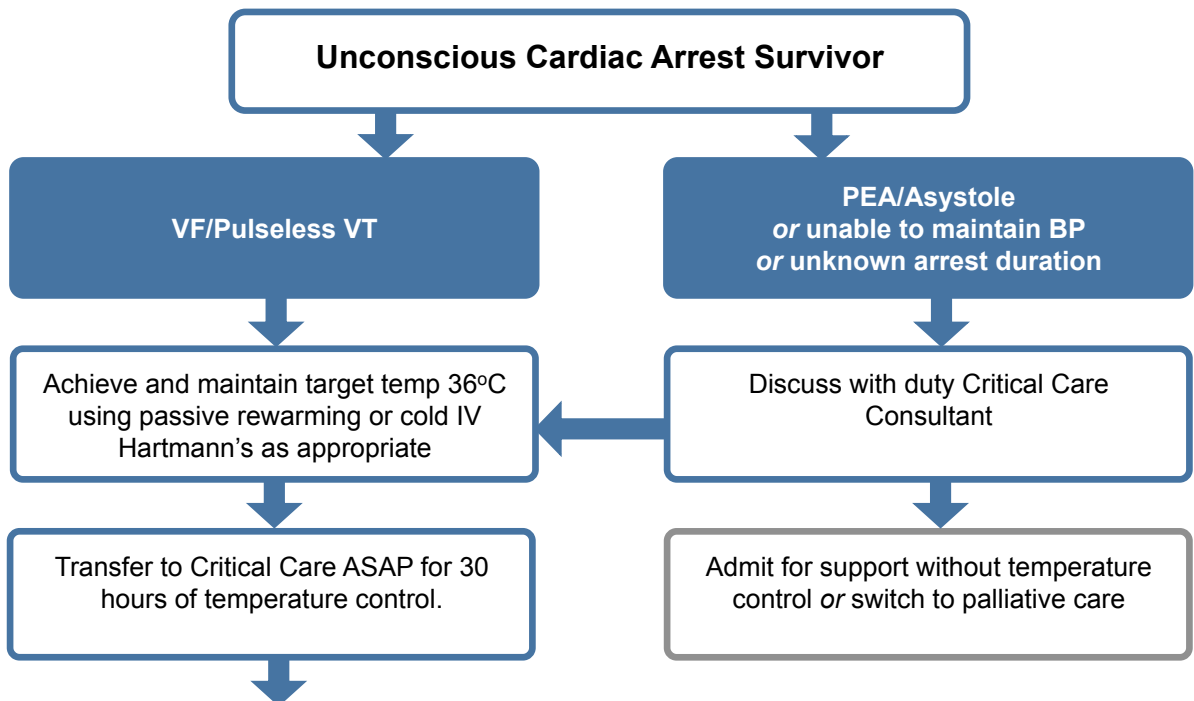 Unconscious Cardiac Arrest Survivor
VF/Pulseless VT
PEA/Asystole
or unable to maintain BP
or unknown arrest duration
Achieve and maintain target temp 36ºC
using passive rewarming or cold IV
Hartmann’s as appropriate
Discuss with duty Critical Care
Consultant
Transfer to Critical Care ASAP for 30
hours of temperature control.
Admit for support without temperature
control or switch to palliative care